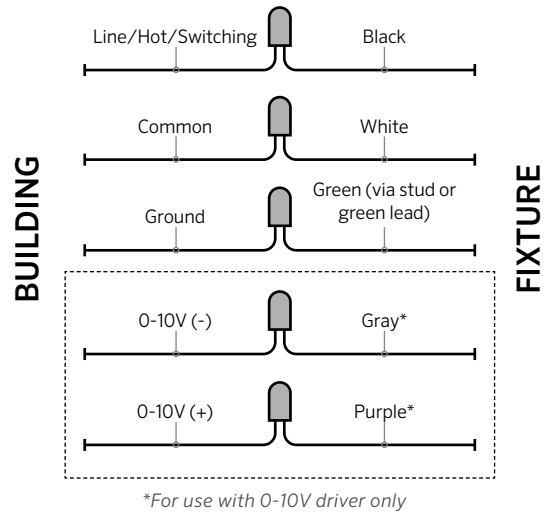 Line/Hot/Switching
Black
Common
White
Ground
Green (via stud or
green lead)
BUILDING
FIXTURE
0-10V (-)
Gray*
0-10V (+)
Purple*
*For use with 0-10V driver only